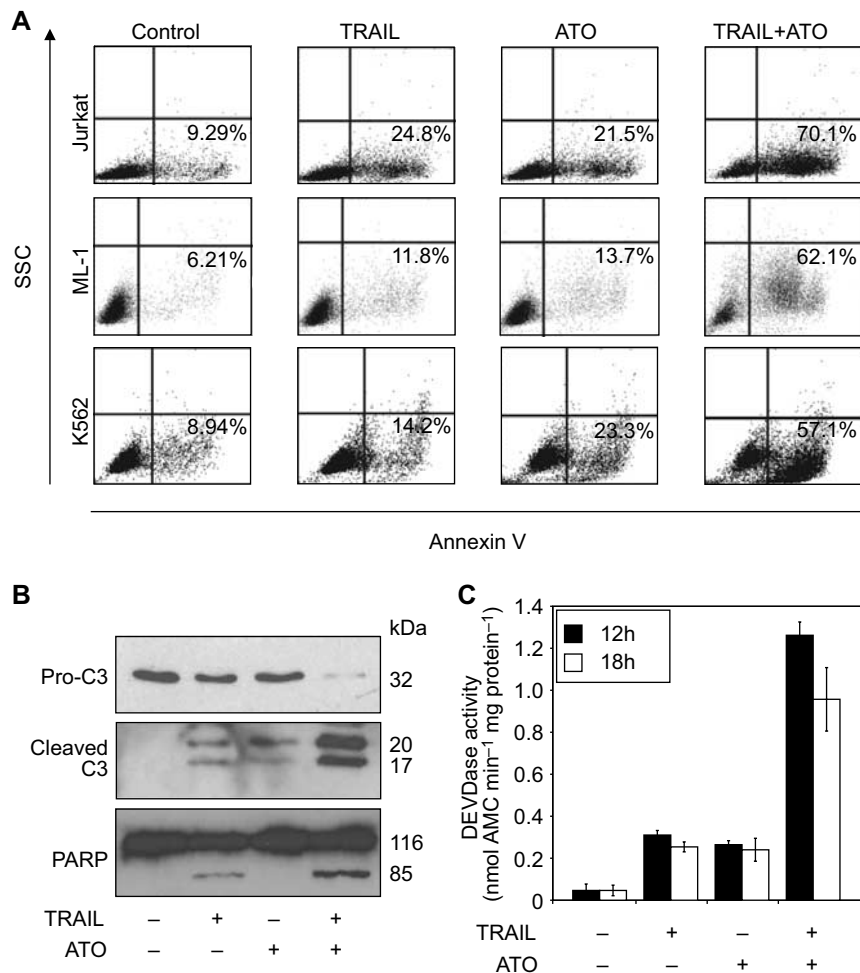 A
Control TRAIL ATO TRAIL+ATO
SSC
Jurkat
9.29% 24.8% 21.5% 70.1%
ML-1
6.21% 11.8% 13.7% 62.1%
K562
8.94% 14.2% 23.3% 57.1%
Annexin V
B
kDa
Pro-C3 32
Cleaved C3
20
17
PARP
116
85
TRAIL – + – +
ATO – – + +
C
DEVDase activity
(nmol AMC min⁻¹ mg protein⁻¹)
1.4
1.2
1.0
0.8
0.6
0.4
0.2
0
12h
18h
TRAIL – + – +
ATO – – + +